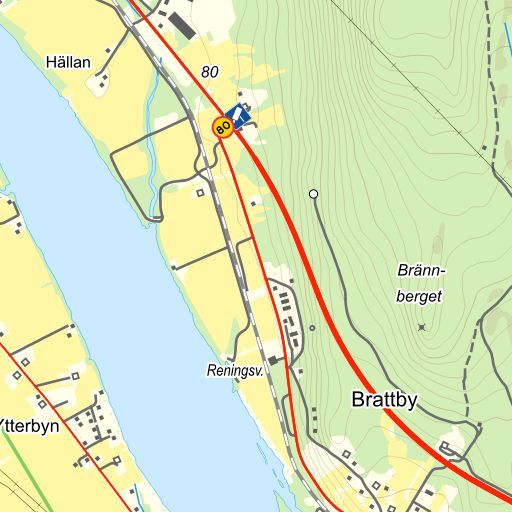 Hällan
80
80
Bränn-
berget
Reningsv.
Brattby
Ytterbyn